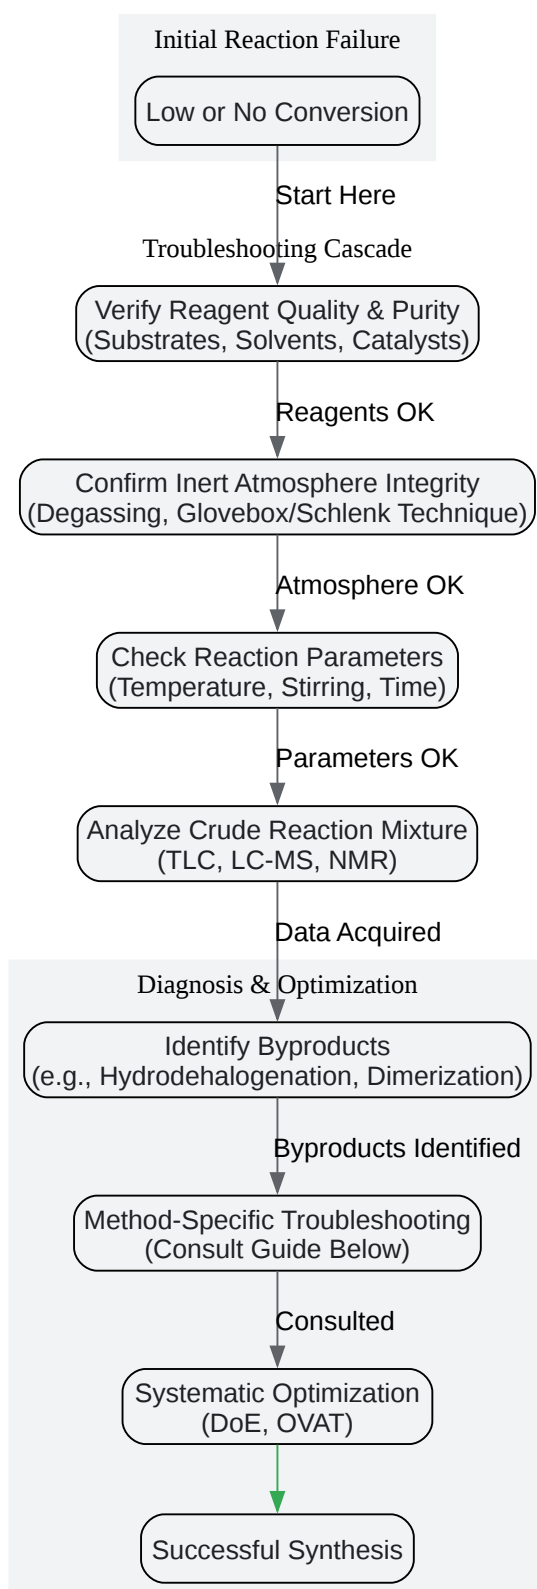 Initial Reaction Failure
Low or No Conversion
Start Here
Troubleshooting Cascade
Verify Reagent Quality & Purity
(Substrates, Solvents, Catalysts)
Reagents OK
Confirm Inert Atmosphere Integrity
(Degassing, Glovebox/Schlenk Technique)
Atmosphere OK
Check Reaction Parameters
(Temperature, Stirring, Time)
Parameters OK
Analyze Crude Reaction Mixture
(TLC, LC-MS, NMR)
Data Acquired
Diagnosis & Optimization
Identify Byproducts
(e.g., Hydrodehalogenation, Dimerization)
Byproducts Identified
Method-Specific Troubleshooting
(Consult Guide Below)
Consulted
Systematic Optimization
(DoE, OVAT)
Successful Synthesis